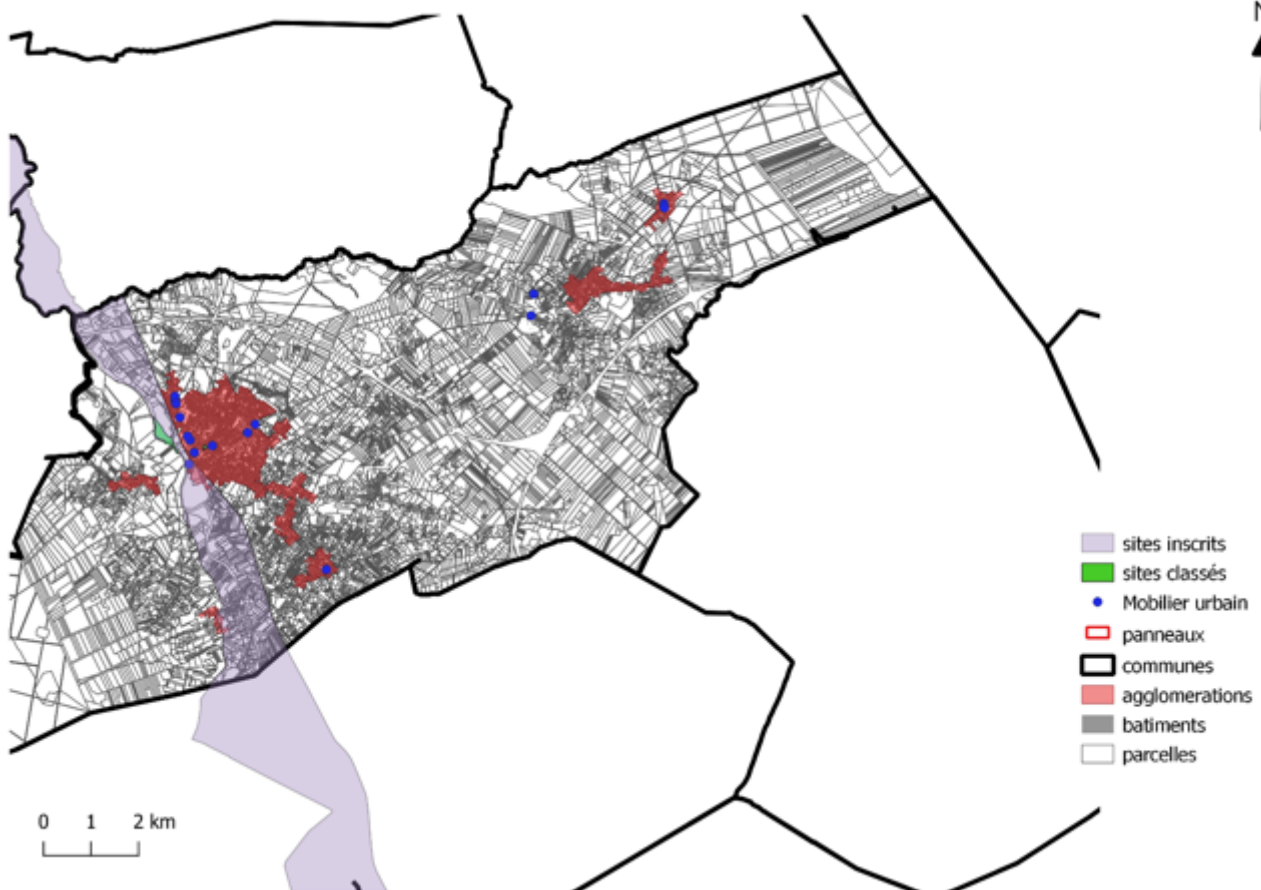 N
sites inscrits
sites classés
Mobilier urbain
panneaux
communes
agglomerations
batiments
parcelles
0 1 2 km